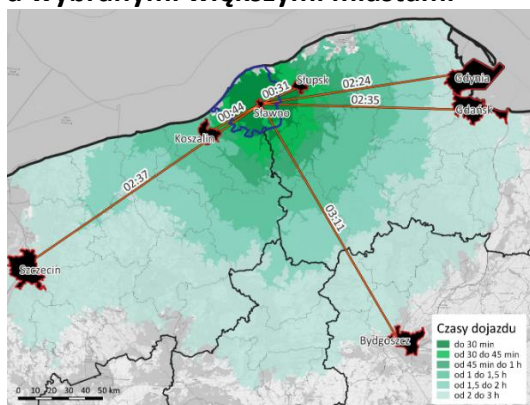 a wybranymi większymi miastami
Słupsk
00:31
02:24
Gdynia
Sławno
02:35
Gdańsk
00:44
Koszalin
02:37
03:11
Szczecin
Bydgoszcz
Czasy dojazdu
do 30 min
od 30 do 45 min
od 45 min do 1 h
od 1 do 1,5 h
od 1,5 do 2 h
od 2 do 3 h
0 10 20 30 40 50 km